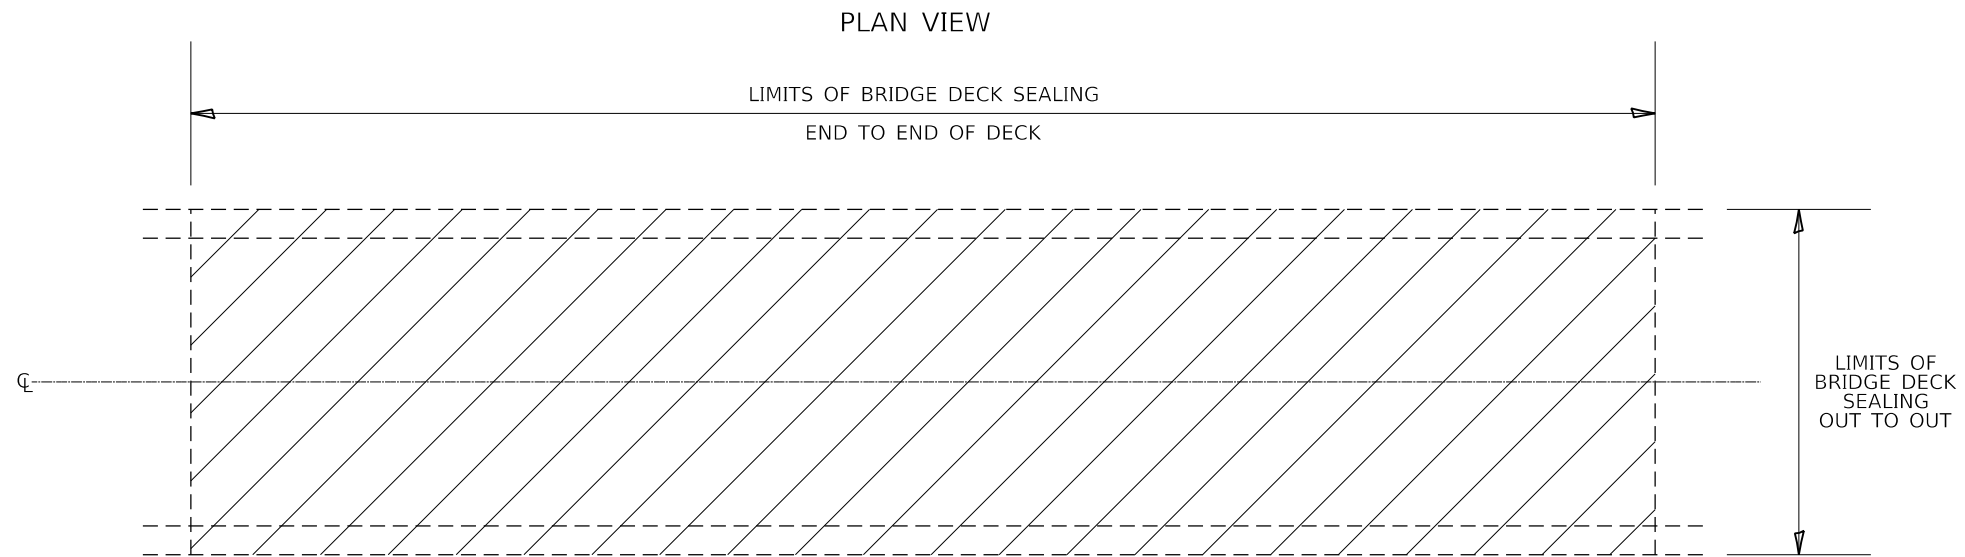 PLAN VIEW
LIMITS OF BRIDGE DECK SEALING
END TO END OF DECK
℄
LIMITS OF
BRIDGE DECK
SEALING
OUT TO OUT